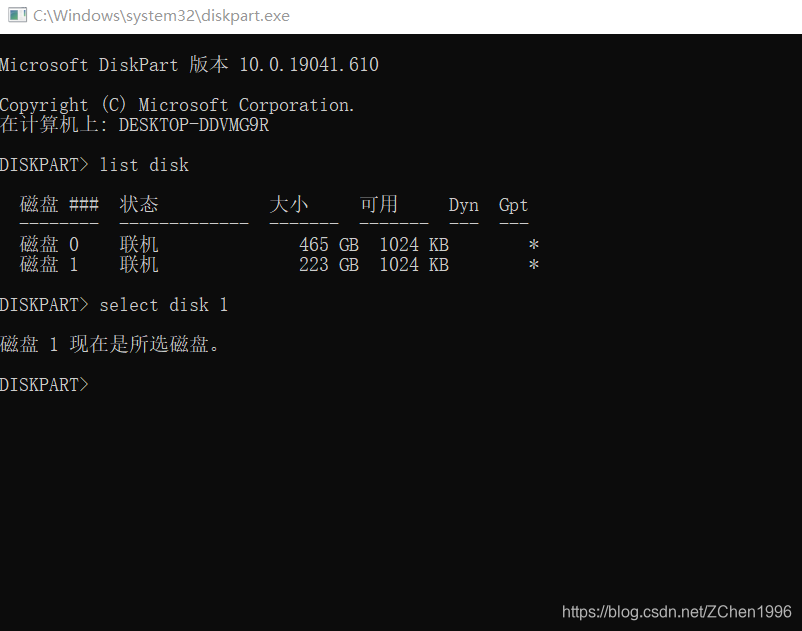 C:\Windows\system32\diskpart.exe
Microsoft DiskPart 版本 10.0.19041.610
Copyright (C) Microsoft Corporation.
在计算机上: DESKTOP-DDVMG9R
DISKPART> list disk
磁盘 ### 状态 大小 可用 Dyn Gpt
-------- ------------- ------- ------- --- ---
磁盘 0 联机 465 GB 1024 KB *
磁盘 1 联机 223 GB 1024 KB *
DISKPART> select disk 1
磁盘 1 现在是所选磁盘。
DISKPART>
https://blog.csdn.net/ZChen1996